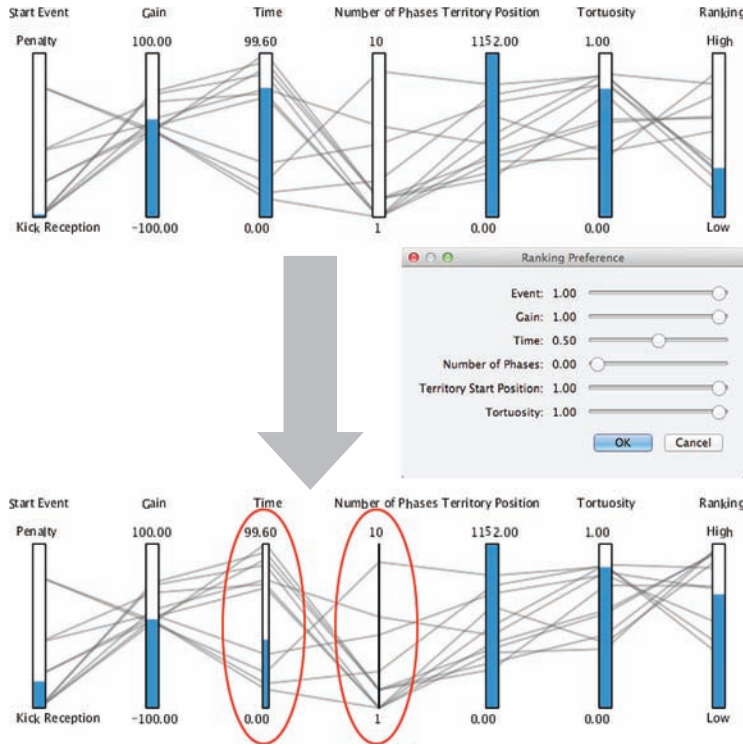 Start Event Gain Time Number of Phases Territory Position Tortuosity Ranking
Penalty 100.00 99.60 10 1152.00 1.00 High
Kick Reception -100.00 0.00 1 0.00 0.00 Low
Ranking Preference
Event: 1.00
Gain: 1.00
Time: 0.50
Number of Phases: 0.00
Territory Start Position: 1.00
Tortuosity: 1.00
OK Cancel
Start Event Gain Time Number of Phases Territory Position Tortuosity Ranking
Penalty 100.00 99.60 10 1152.00 1.00 High
Kick Reception -100.00 0.00 1 0.00 0.00 Low